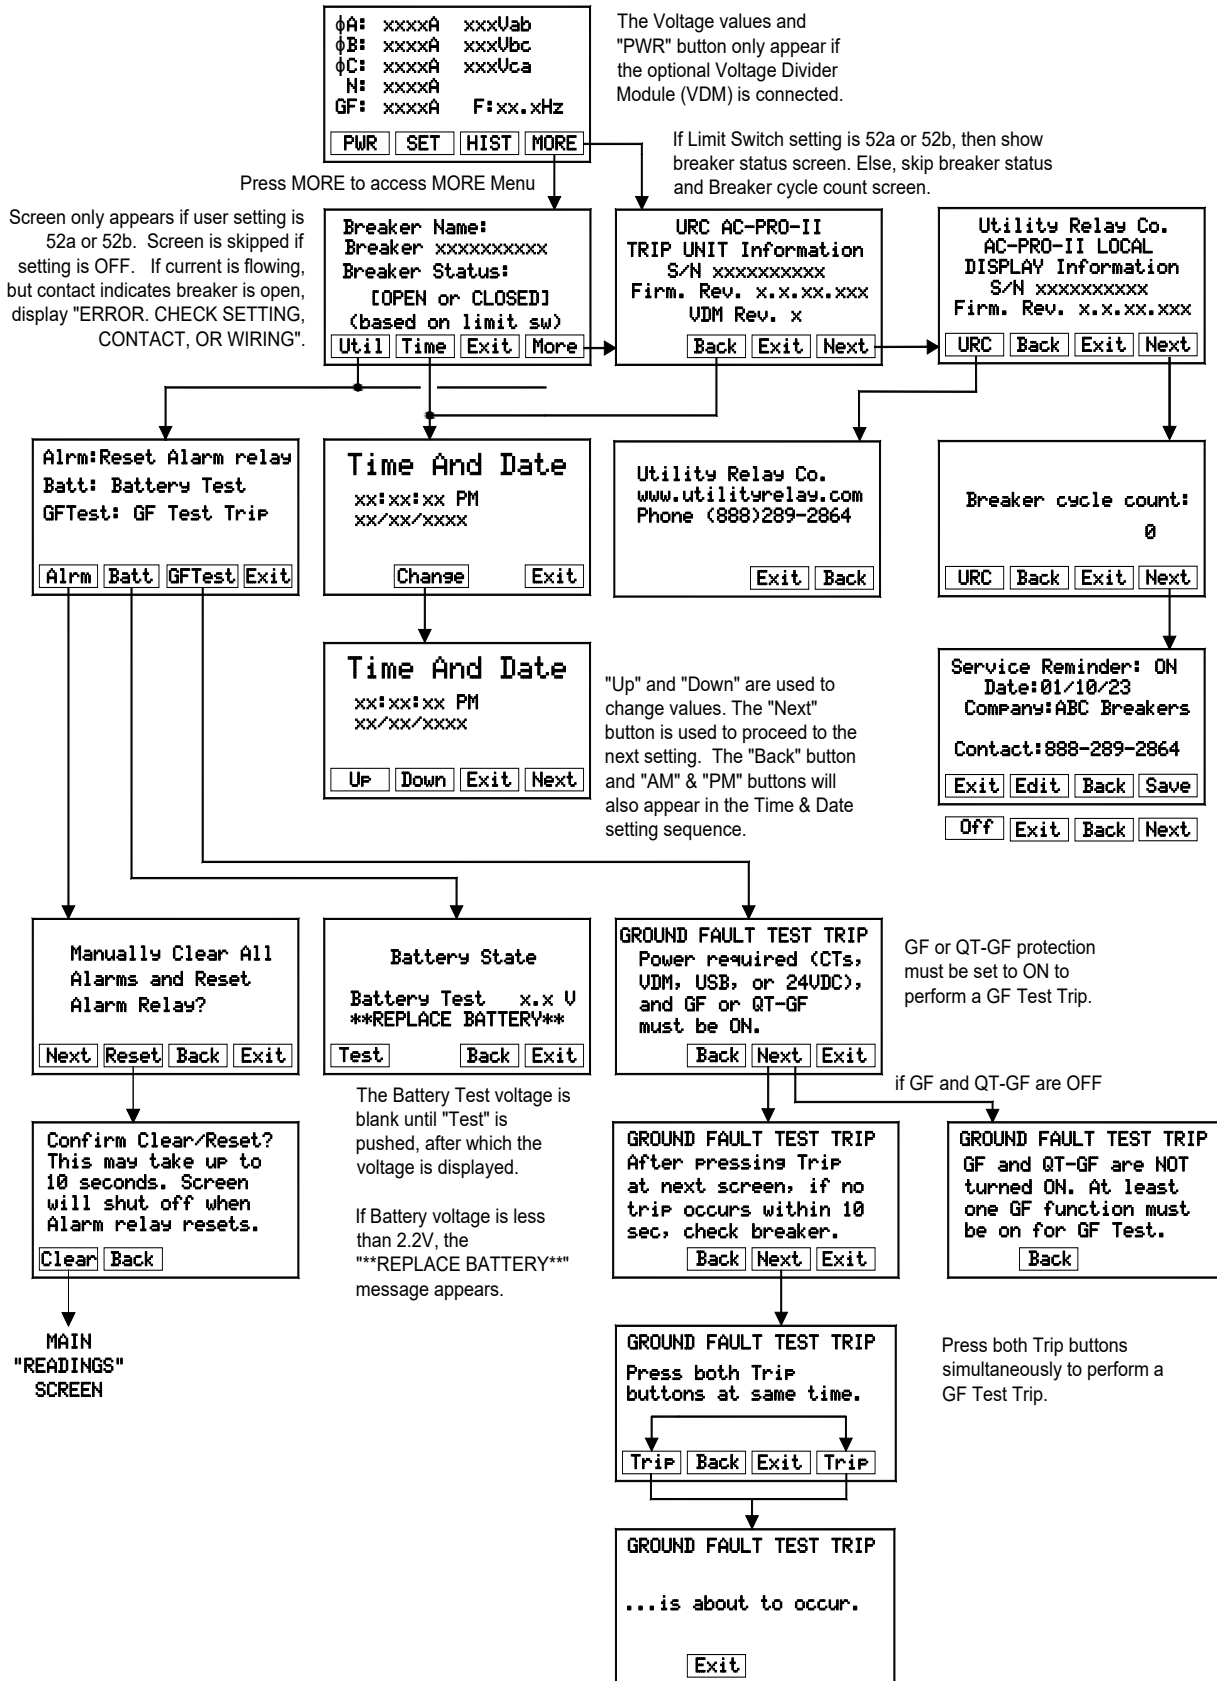 ϕA: xxxxA xxxVab
ϕB: xxxxA xxxVbc
ϕC: xxxxA xxxVca
N: xxxxA
GF: xxxxA F:xx.xHz
PWR SET HIST MORE
The Voltage values and
"PWR" button only appear if
the optional Voltage Divider
Module (VDM) is connected.
If Limit Switch setting is 52a or 52b, then show
breaker status screen. Else, skip breaker status
and Breaker cycle count screen.
Press MORE to access MORE Menu
Screen only appears if user setting is
52a or 52b. Screen is skipped if
setting is OFF. If current is flowing,
but contact indicates breaker is open,
display "ERROR. CHECK SETTING,
CONTACT, OR WIRING".
Breaker Name:
Breaker xxxxxxxxxx
Breaker Status:
[OPEN or CLOSED]
(based on limit sw)
Util Time Exit More
URC AC-PRO-II
TRIP UNIT Information
S/N xxxxxxxxxx
Firm. Rev. x.x.xx.xxx
VDM Rev. x
Back Exit Next
Utility Relay Co.
AC-PRO-II LOCAL
DISPLAY Information
S/N xxxxxxxxxx
Firm. Rev. x.x.xx.xxx
URC Back Exit Next
Alrm:Reset Alarm relay
Batt: Battery Test
GFTest: GF Test Trip
Alrm Batt GFTest Exit
Time And Date
xx:xx:xx PM
xx/xx/xxxx
Change Exit
Utility Relay Co.
www.utilityrelay.com
Phone (888)289-2864
Exit Back
Breaker cycle count:
0
URC Back Exit Next
Time And Date
xx:xx:xx PM
xx/xx/xxxx
Up Down Exit Next
"Up" and "Down" are used to
change values. The "Next"
button is used to proceed to the
next setting. The "Back" button
and "AM" & "PM" buttons will
also appear in the Time & Date
setting sequence.
Service Reminder: ON
Date:01/10/23
Company:ABC Breakers
Contact:888-289-2864
Exit Edit Back Save
Off Exit Back Next
Manually Clear All
Alarms and Reset
Alarm Relay?
Next Reset Back Exit
Battery State
Battery Test x.x V
**REPLACE BATTERY**
Test Back Exit
GROUND FAULT TEST TRIP
Power required (CTs,
VDM, USB, or 24VDC),
and GF or QT-GF
must be ON.
Back Next Exit
GF or QT-GF protection
must be set to ON to
perform a GF Test Trip.
if GF and QT-GF are OFF
The Battery Test voltage is
blank until "Test" is
pushed, after which the
voltage is displayed.
If Battery voltage is less
than 2.2V, the
"**REPLACE BATTERY**"
message appears.
Confirm Clear/Reset?
This may take up to
10 seconds. Screen
will shut off when
Alarm relay resets.
Clear Back
MAIN
"READINGS"
SCREEN
GROUND FAULT TEST TRIP
After pressing Trip
at next screen, if no
trip occurs within 10
sec, check breaker.
Back Next Exit
GROUND FAULT TEST TRIP
GF and QT-GF are NOT
turned ON. At least
one GF function must
be on for GF Test.
Back
GROUND FAULT TEST TRIP
Press both Trip
buttons at same time.
Trip Back Exit Trip
Press both Trip buttons
simultaneously to perform a
GF Test Trip.
GROUND FAULT TEST TRIP
...is about to occur.
Exit